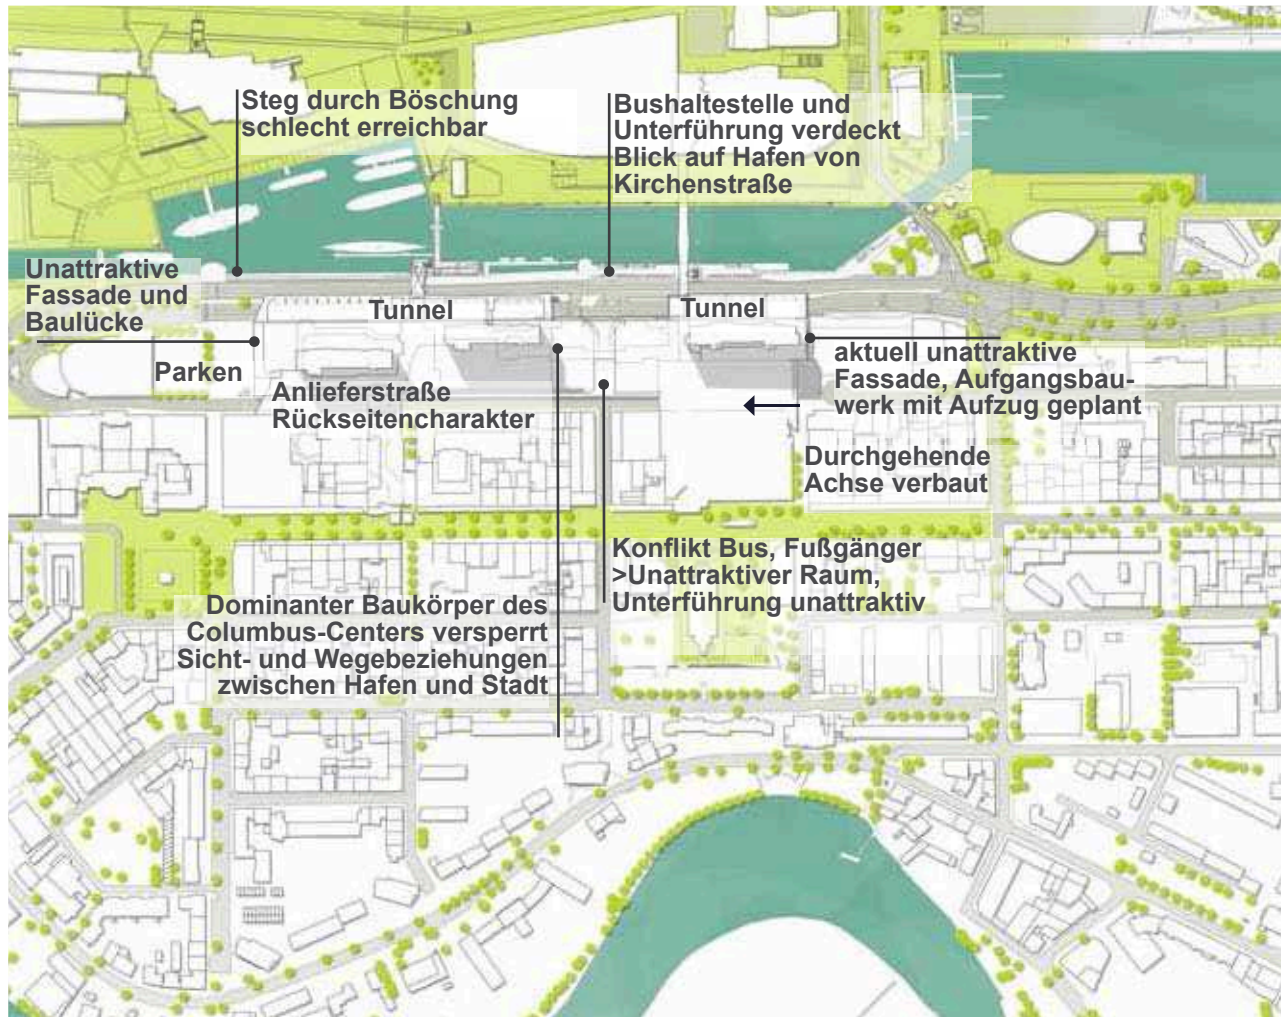 Steg durch Böschung
schlecht erreichbar
Bushaltestelle und
Unterführung verdeckt
Blick auf Hafen von
Kirchenstraße
Unattraktive
Fassade und
Baulücke
Tunnel
Tunnel
Parken
Anlieferstraße
Rückseitencharakter
aktuell unattraktive
Fassade, Aufgangsbau-
werk mit Aufzug geplant
Durchgehende
Achse verbaut
Konflikt Bus, Fußgänger
>Unattraktiver Raum,
Unterführung unattraktiv
Dominanter Baukörper des
Columbus-Centers versperrt
Sicht- und Wegebeziehungen
zwischen Hafen und Stadt